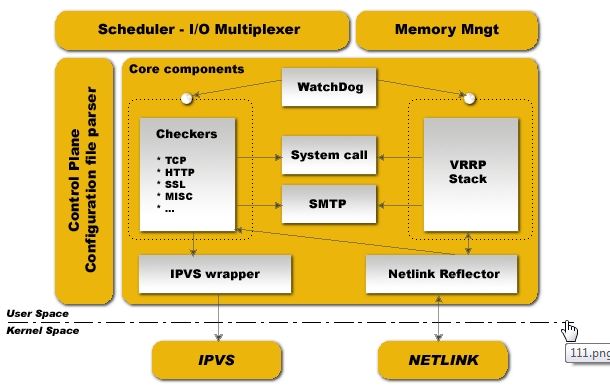 Scheduler - I/O Multiplexer
Memory Mngt
Control Plane
Configuration file parser
Core components
WatchDog
Checkers
* TCP
* HTTP
* SSL
* MISC
* ...
System call
SMTP
VRRP
Stack
IPVS wrapper
Netlink Reflector
User Space
Kernel Space
IPVS
NETLINK
111.png